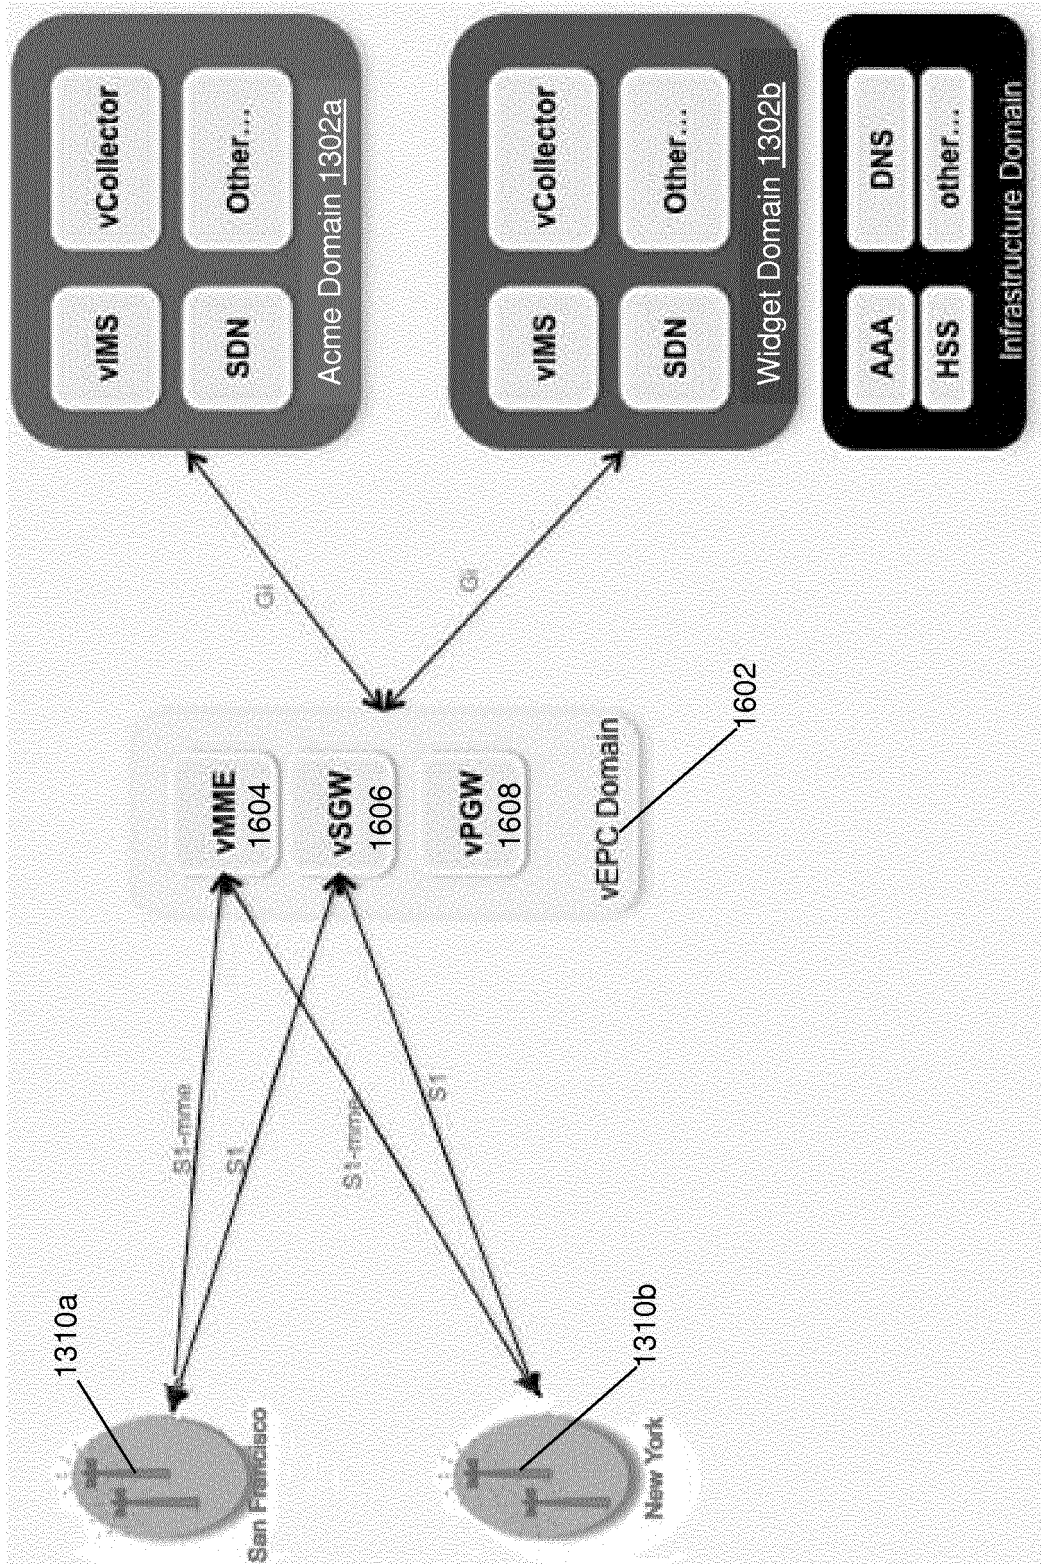 1310a
San Francisco
1310b
New York
S1-mme
S1
S1-mme
S1
vMME
1604
vSGW
1606
vPGW
1608
vEPC Domain
1602
Gi
Gi
vIMS
vCollector
SDN
Other...
Acme Domain 1302a
vIMS
vCollector
SDN
Other...
Widget Domain 1302b
AAA
DNS
HSS
other...
Infrastructure Domain